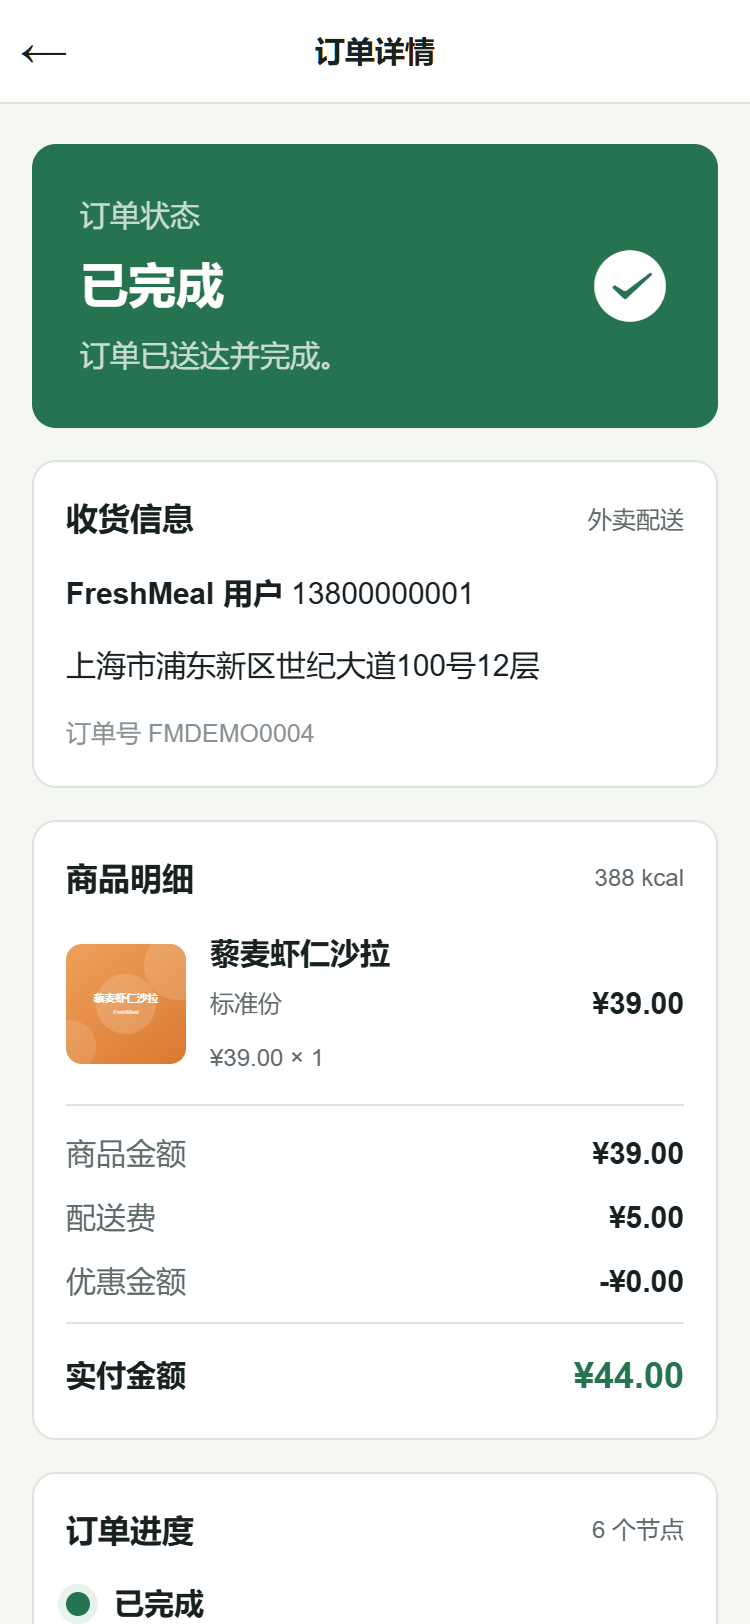 订单详情
订单状态
已完成
订单已送达并完成。
收货信息
外卖配送
FreshMeal 用户 13800000001
上海市浦东新区世纪大道100号12层
订单号 FMDEMO0004
商品明细
388 kcal
藜麦虾仁沙拉
FreshMeal
藜麦虾仁沙拉
标准份
¥39.00
¥39.00 × 1
商品金额
¥39.00
配送费
¥5.00
优惠金额
-¥0.00
实付金额
¥44.00
订单进度
6 个节点
已完成